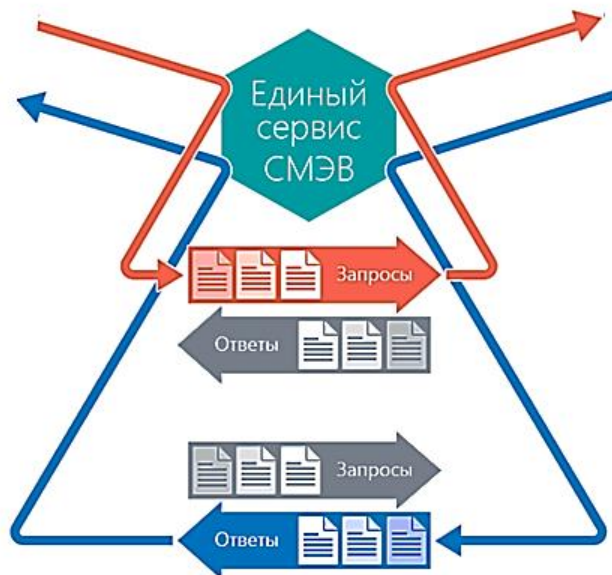 Единый
сервис
СМЭВ
Запросы
Ответы
Запросы
Ответы